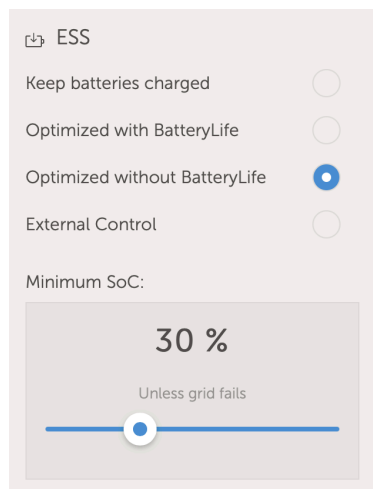 ESS
Keep batteries charged
Optimized with BatteryLife
Optimized without BatteryLife
External Control
Minimum SoC:
30 %
Unless grid fails